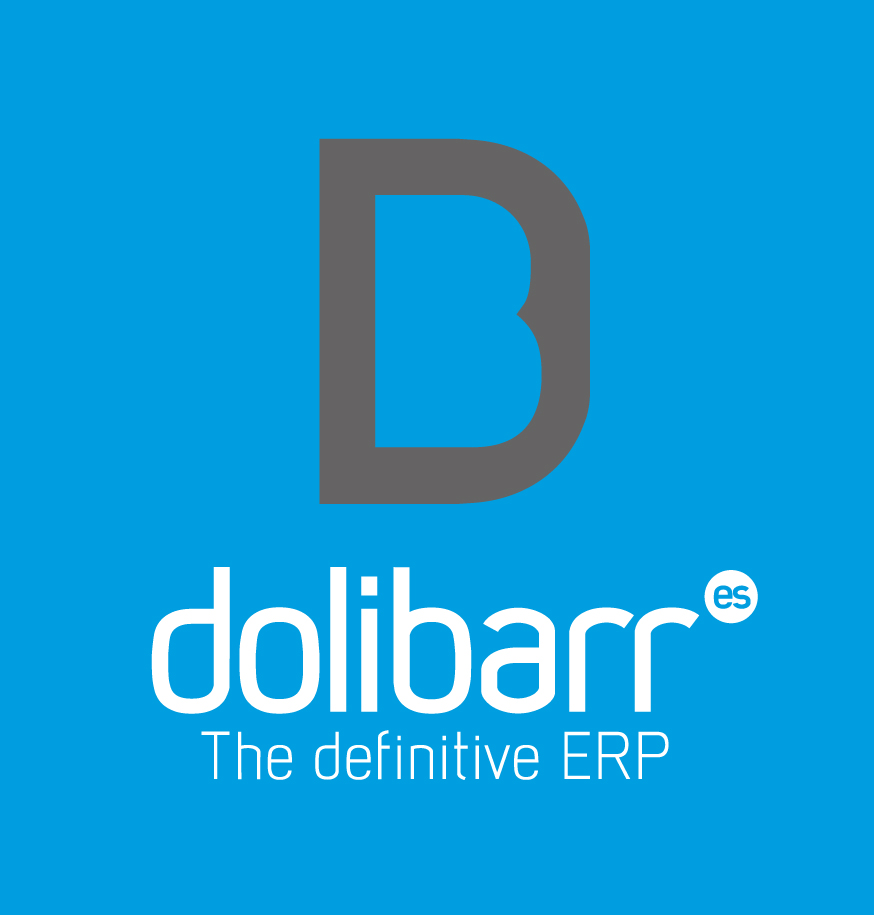 D
dolibarr es
The definitive ERP